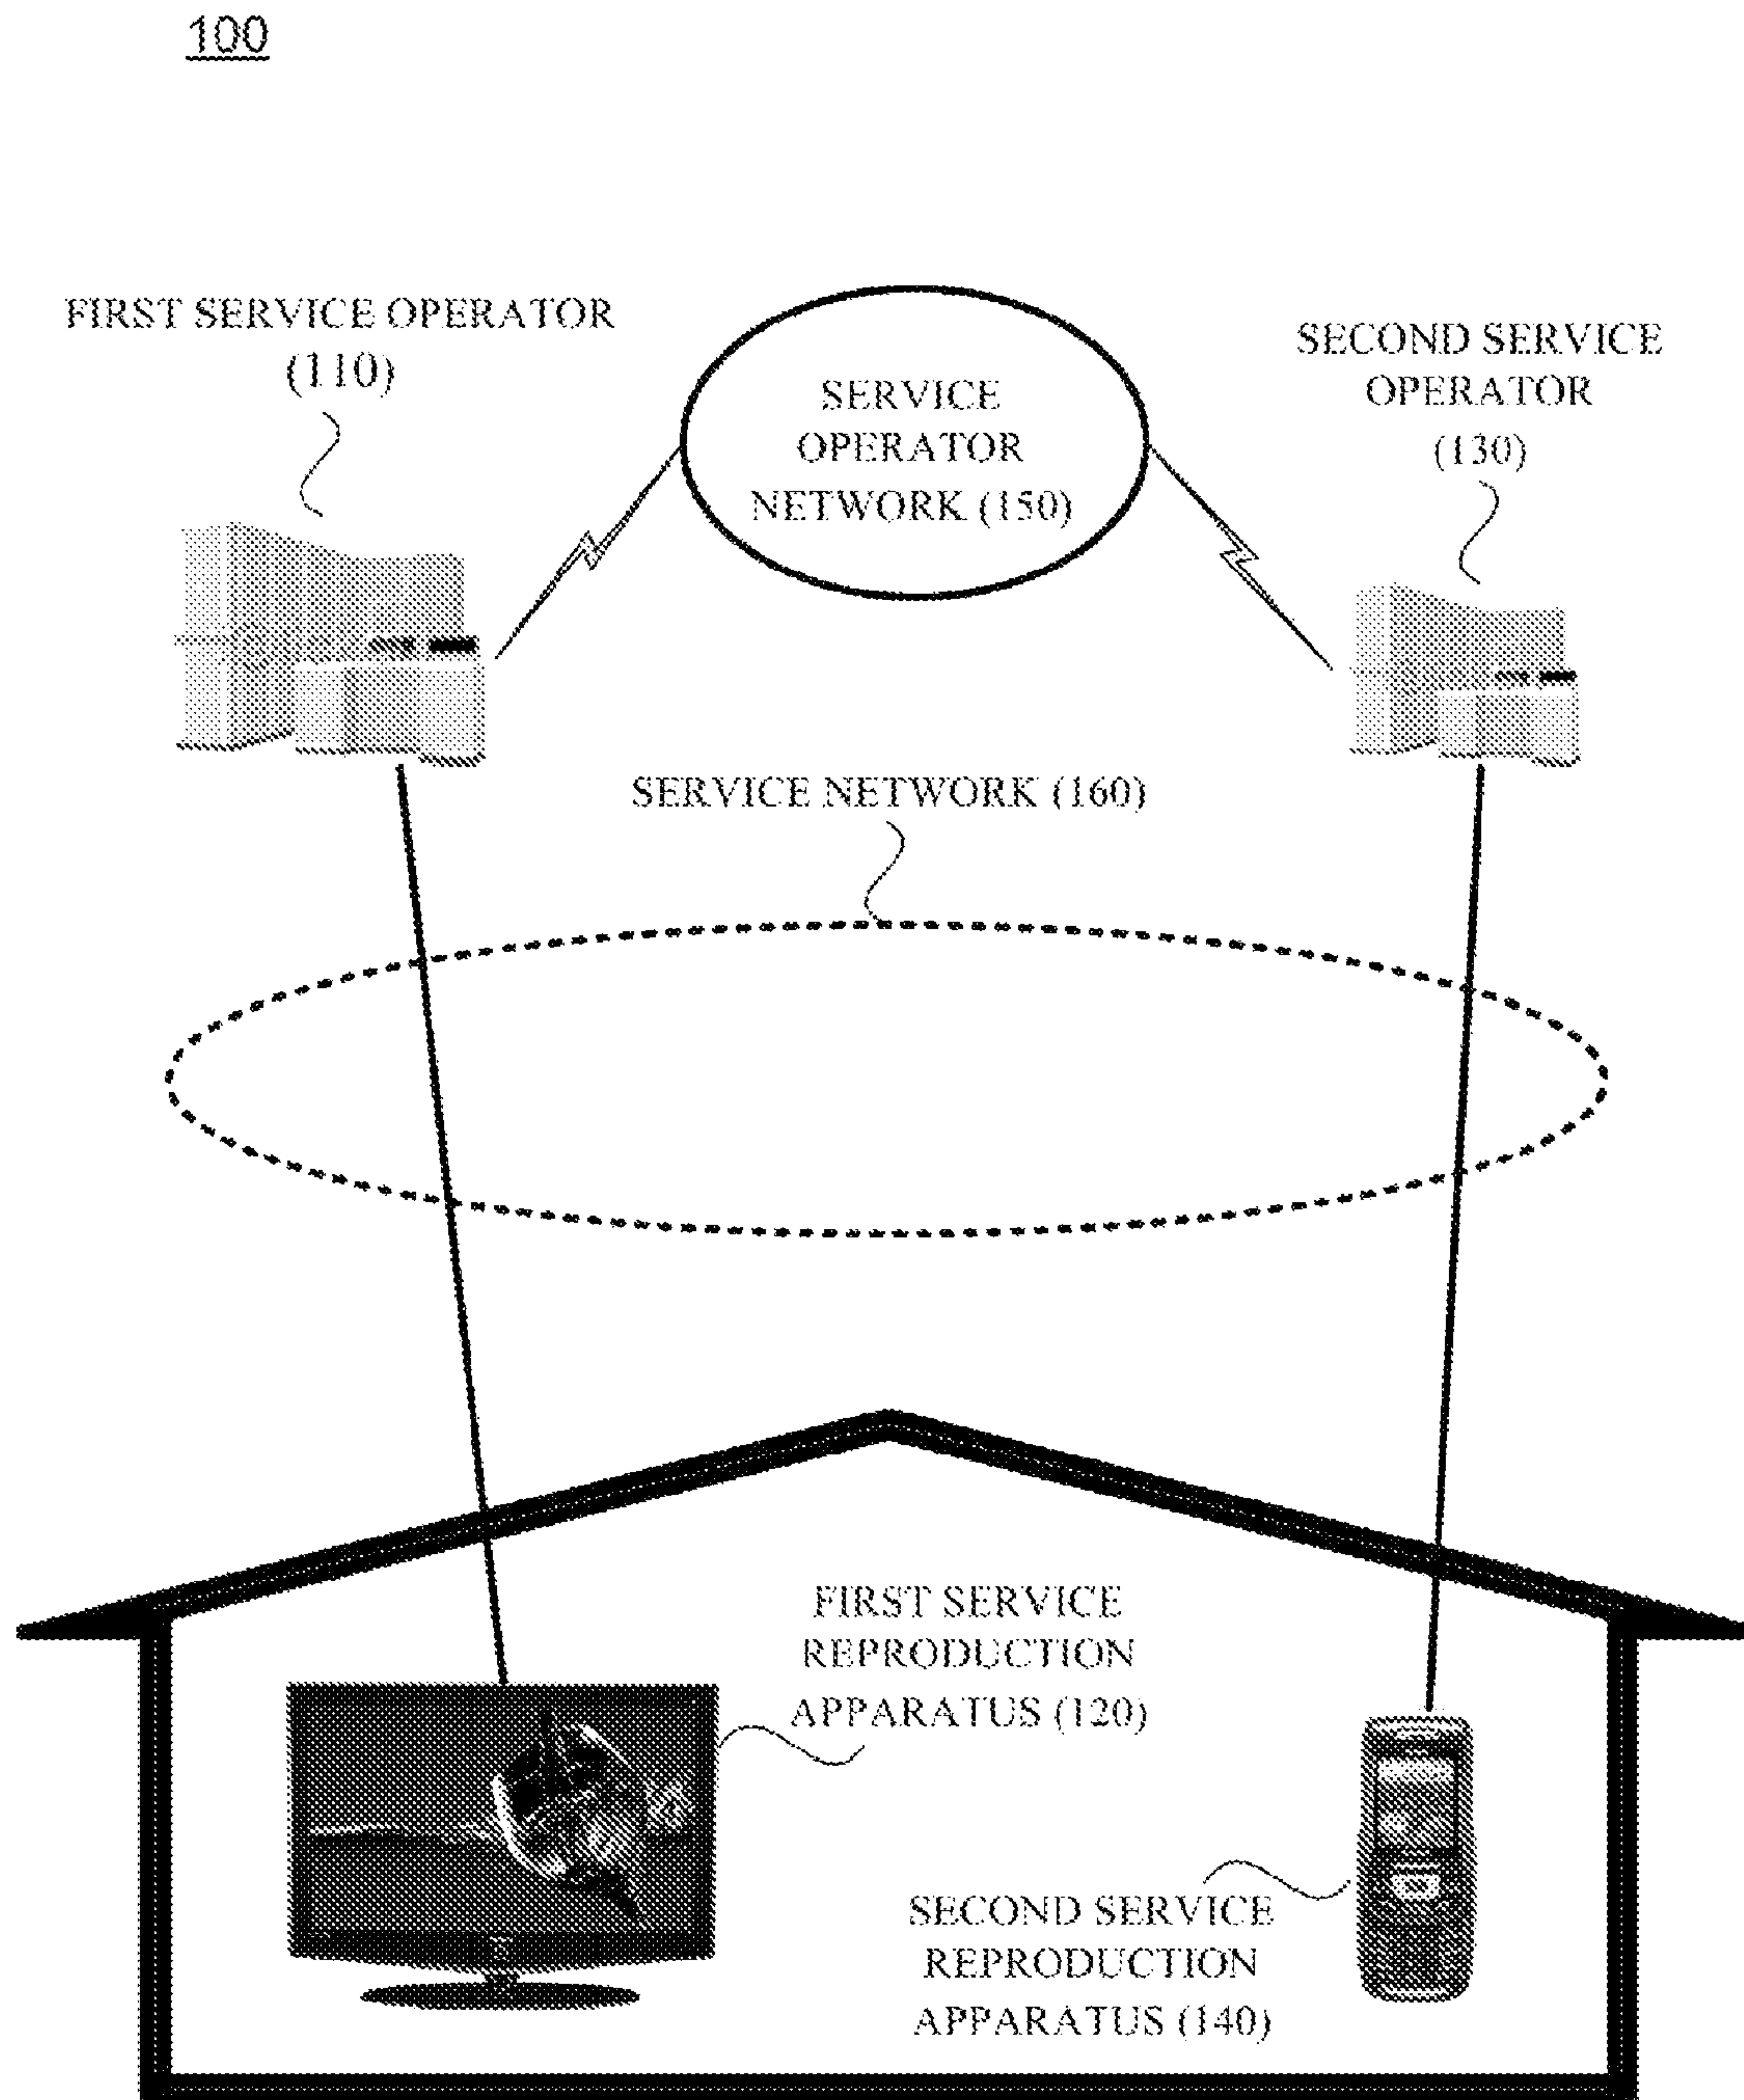 100
FIRST SERVICE OPERATOR
(110)
SERVICE
OPERATOR
NETWORK (150)
SECOND SERVICE
OPERATOR
(130)
SERVICE NETWORK (160)
FIRST SERVICE
REPRODUCTION
APPARATUS (120)
SECOND SERVICE
REPRODUCTION
APPARATUS (140)